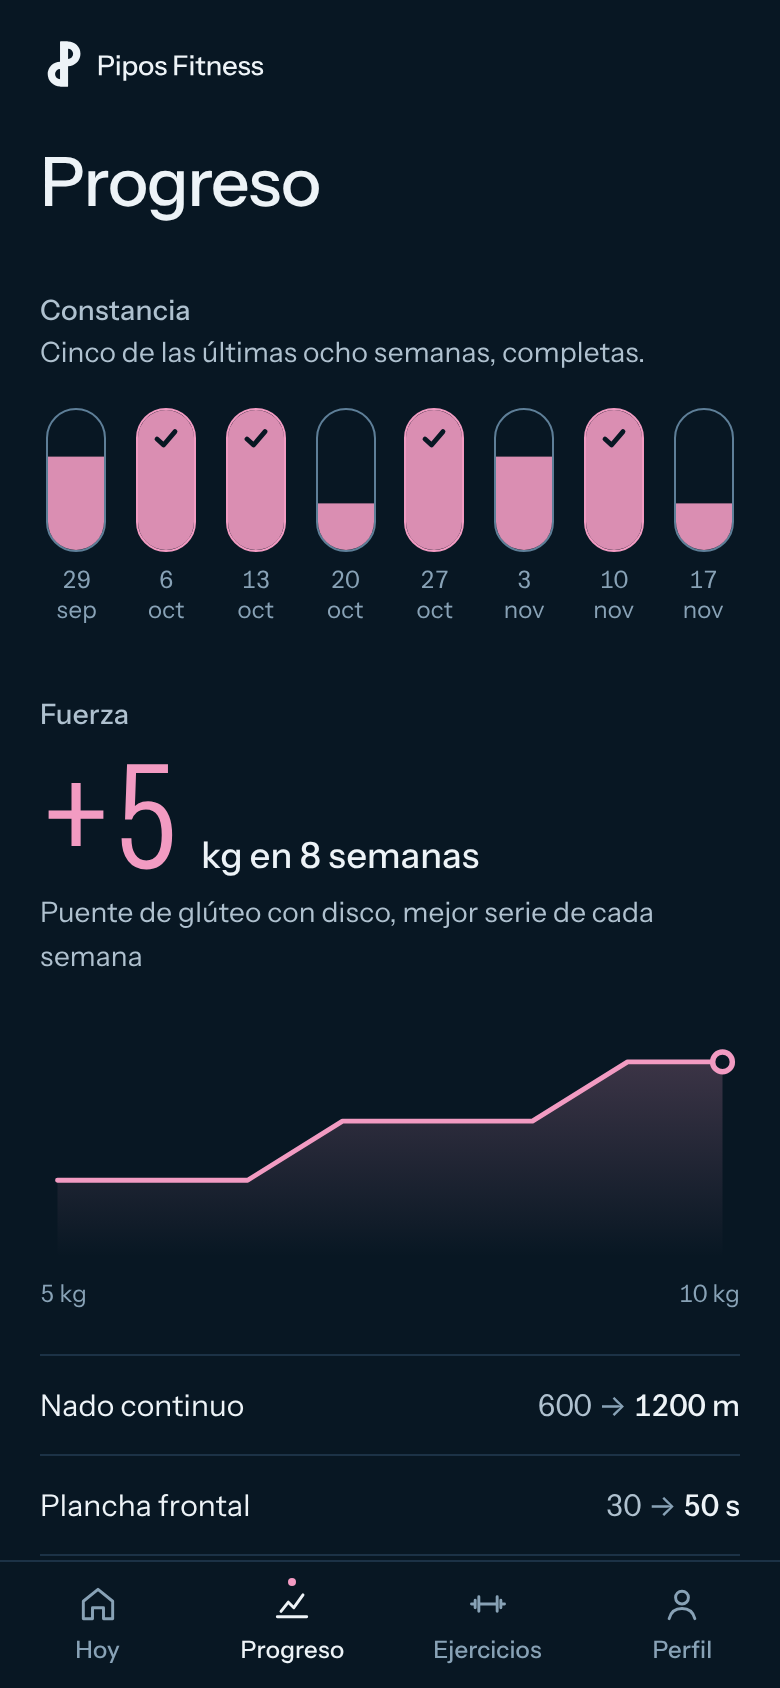 Pipos Fitness
Progreso
Constancia
Cinco de las últimas ocho semanas, completas.
29 sep
6 oct
13 oct
20 oct
27 oct
3 nov
10 nov
17 nov
Fuerza
+5 kg en 8 semanas
Puente de glúteo con disco, mejor serie de cada
semana
5 kg
10 kg
Nado continuo 600 → 1200 m
Plancha frontal 30 → 50 s
Hoy
Progreso
Ejercicios
Perfil